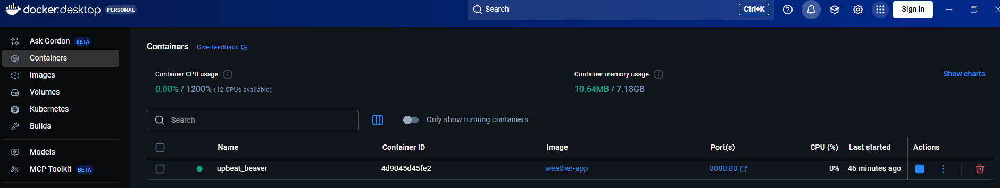 docker.desktop PERSONAL Search Ctrl+K Sign in
Ask Gordon BETA
Containers
Images
Volumes
Kubernetes
Builds
Models
MCP Toolkit BETA
Containers Give feedback
Container CPU usage
0.00% / 1200% (12 CPUs available)
Container memory usage
10.64MB / 7.18GB
Show charts
Search
Only show running containers
Name Container ID Image Port(s) CPU (%) Last started Actions
upbeat_beaver 4d9045d45fe2 weather-app 8080:80 0% 46 minutes ago